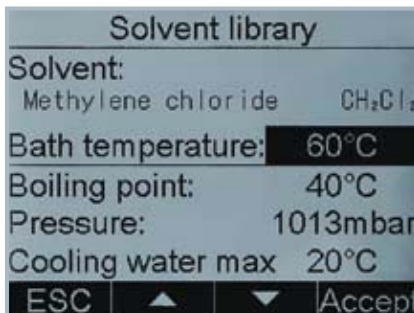 Solvent library
Solvent:
Methylene chloride CH₂Cl₂
Bath temperature: 60°C
Boiling point: 40°C
Pressure: 1013mbar
Cooling water max 20°C
ESC Accept